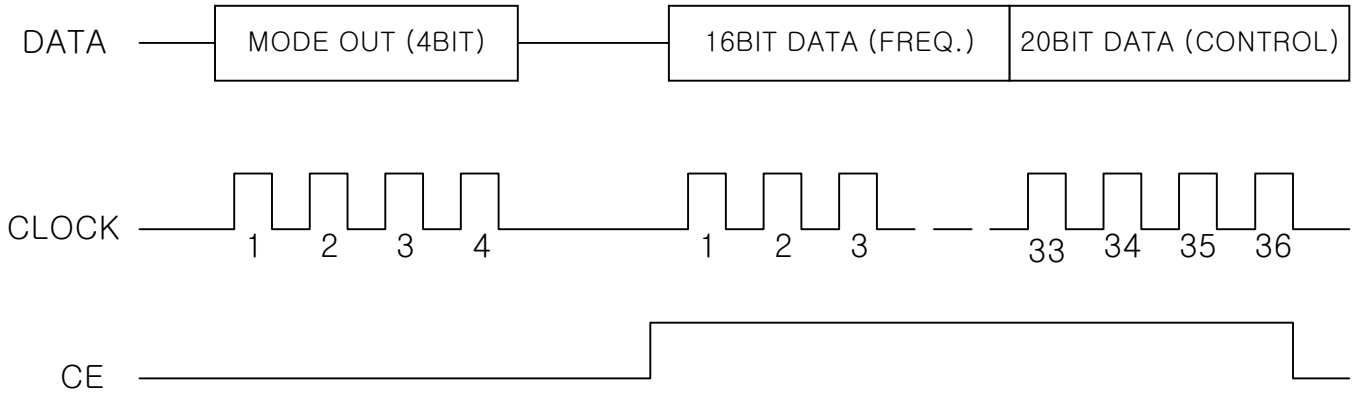 DATA MODE OUT (4BIT) 16BIT DATA (FREQ.) 20BIT DATA (CONTROL)
CLOCK 1 2 3 4 1 2 3 33 34 35 36
CE